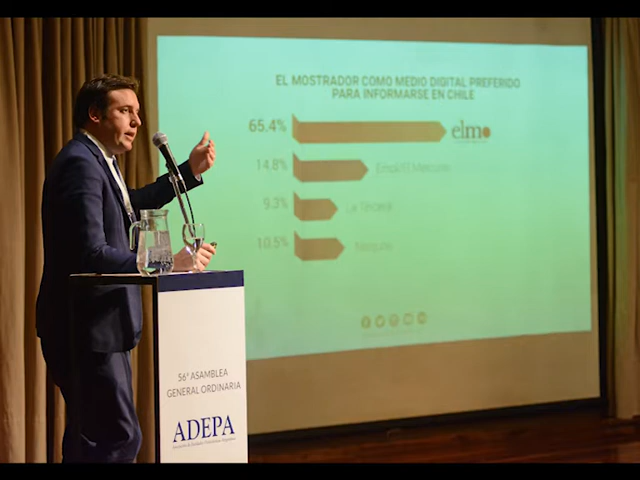 EL MOSTRADOR COMO MEDIO DIGITAL PREFERIDO
PARA INFORMARSE EN CHILE
65.4%
elmo
14.8%
Emol/El Mercurio
9.3%
La Tercera
10.5%
56ª ASAMBLEA
GENERAL ORDINARIA
ADEPA